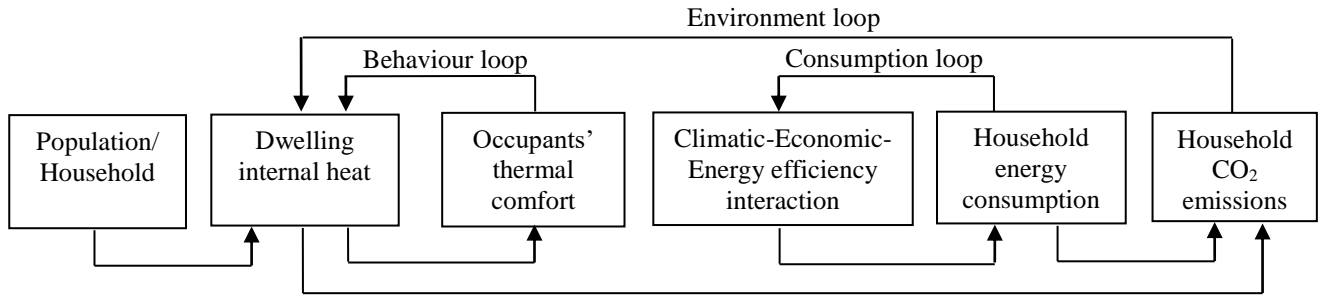 Environment loop
Behaviour loop
Consumption loop
Population/
Household
Dwelling
internal heat
Occupants’
thermal
comfort
Climatic-Economic-
Energy efficiency
interaction
Household
energy
consumption
Household
CO₂
emissions